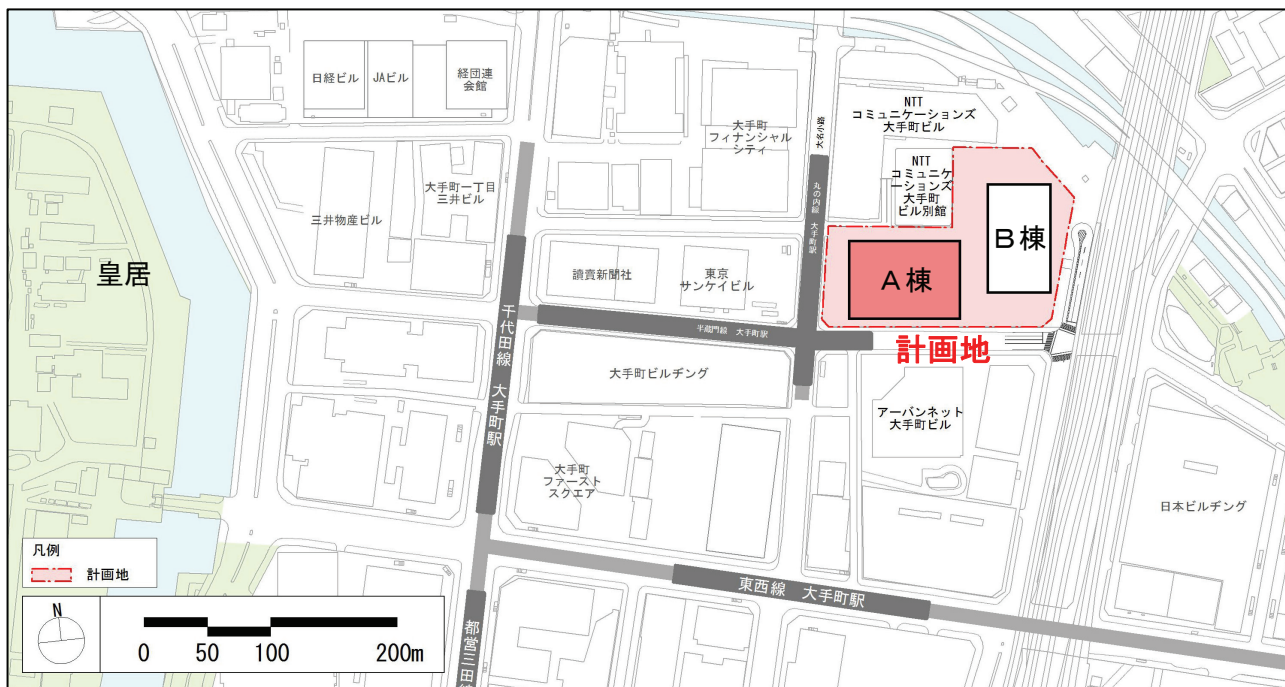 日経ビル
JAビル
経団連
会館
大手町
フィナンシャル
シティ
大名小路
NTT
コミュニケーションズ
大手町ビル
NTT
コミュニケ
ーションズ
大手町
ビル別館
丸の内線 大手町駅
大手町一丁目
三井ビル
三井物産ビル
皇居
読賣新聞社
東京
サンケイビル
A棟
B棟
計画地
千代田線 大手町駅
半蔵門線 大手町駅
大手町ビルヂング
アーバンネット
大手町ビル
大手町
ファースト
スクエア
日本ビルヂング
東西線 大手町駅
都営三田線
凡例
計画地
N
0 50 100 200m